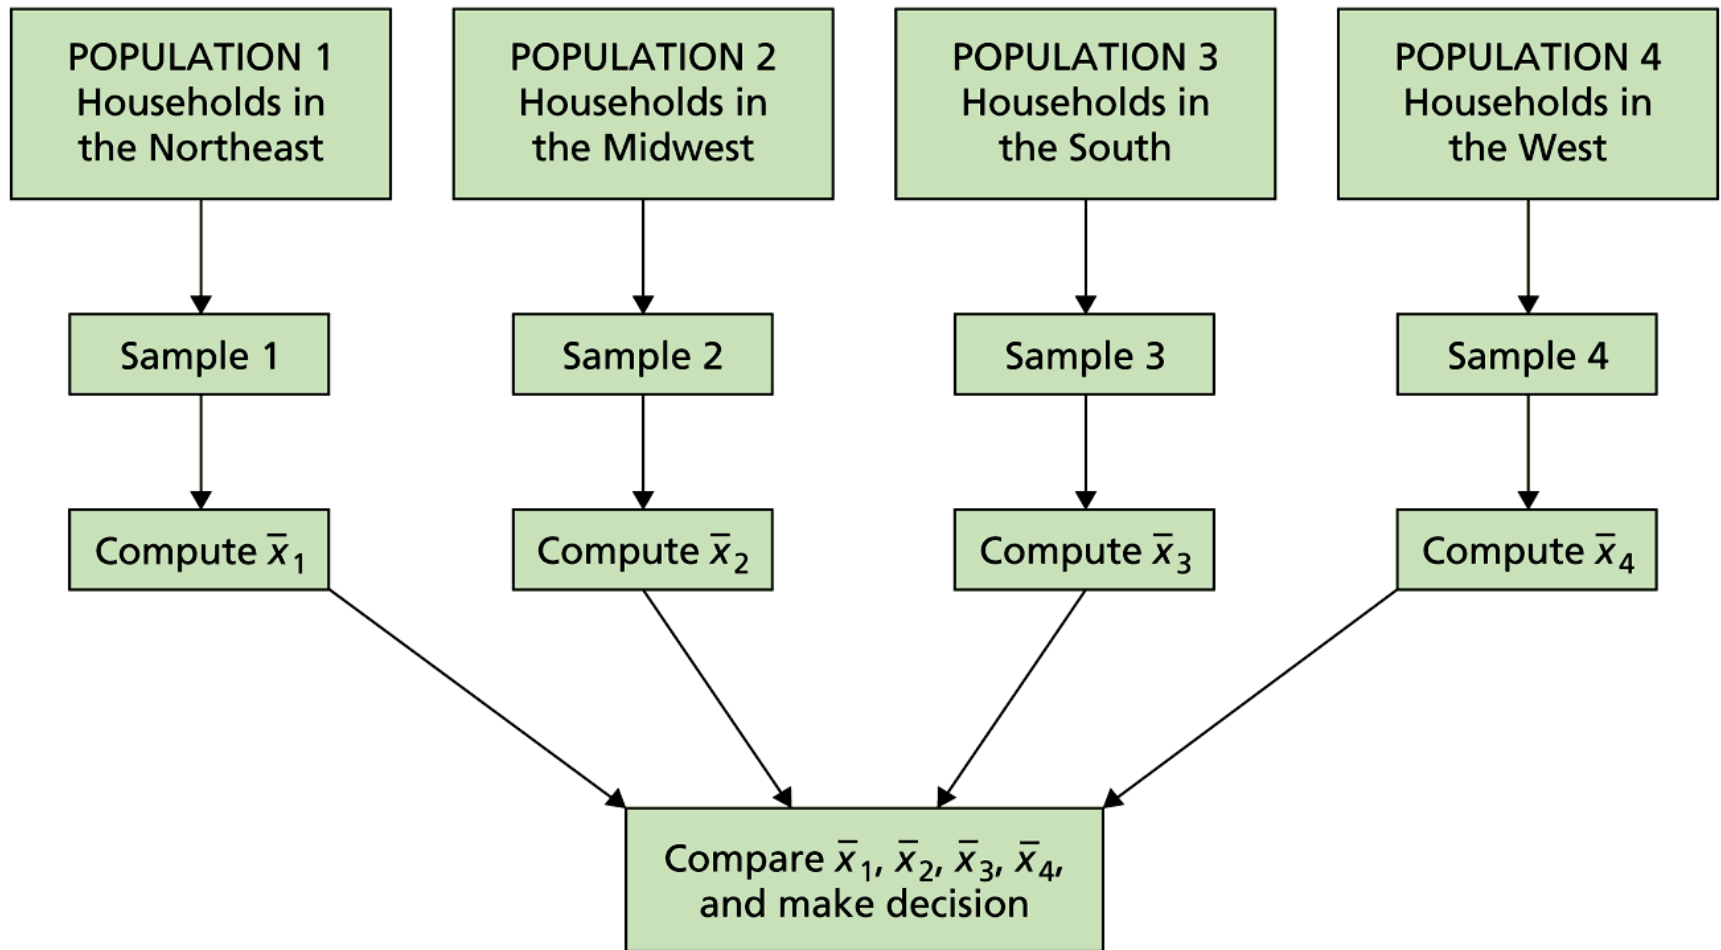 POPULATION 1
Households in
the Northeast
POPULATION 2
Households in
the Midwest
POPULATION 3
Households in
the South
POPULATION 4
Households in
the West
Sample 1
Sample 2
Sample 3
Sample 4
Compute x̄₁
Compute x̄₂
Compute x̄₃
Compute x̄₄
Compare x̄₁, x̄₂, x̄₃, x̄₄,
and make decision